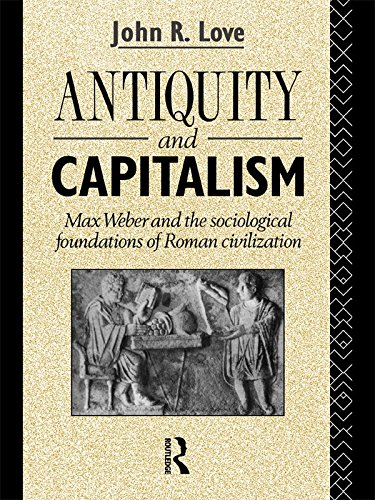 John R. Love
ANTIQUITY
and
CAPITALISM
Max Weber and the sociological
foundations of Roman civilization
ROUTLEDGE